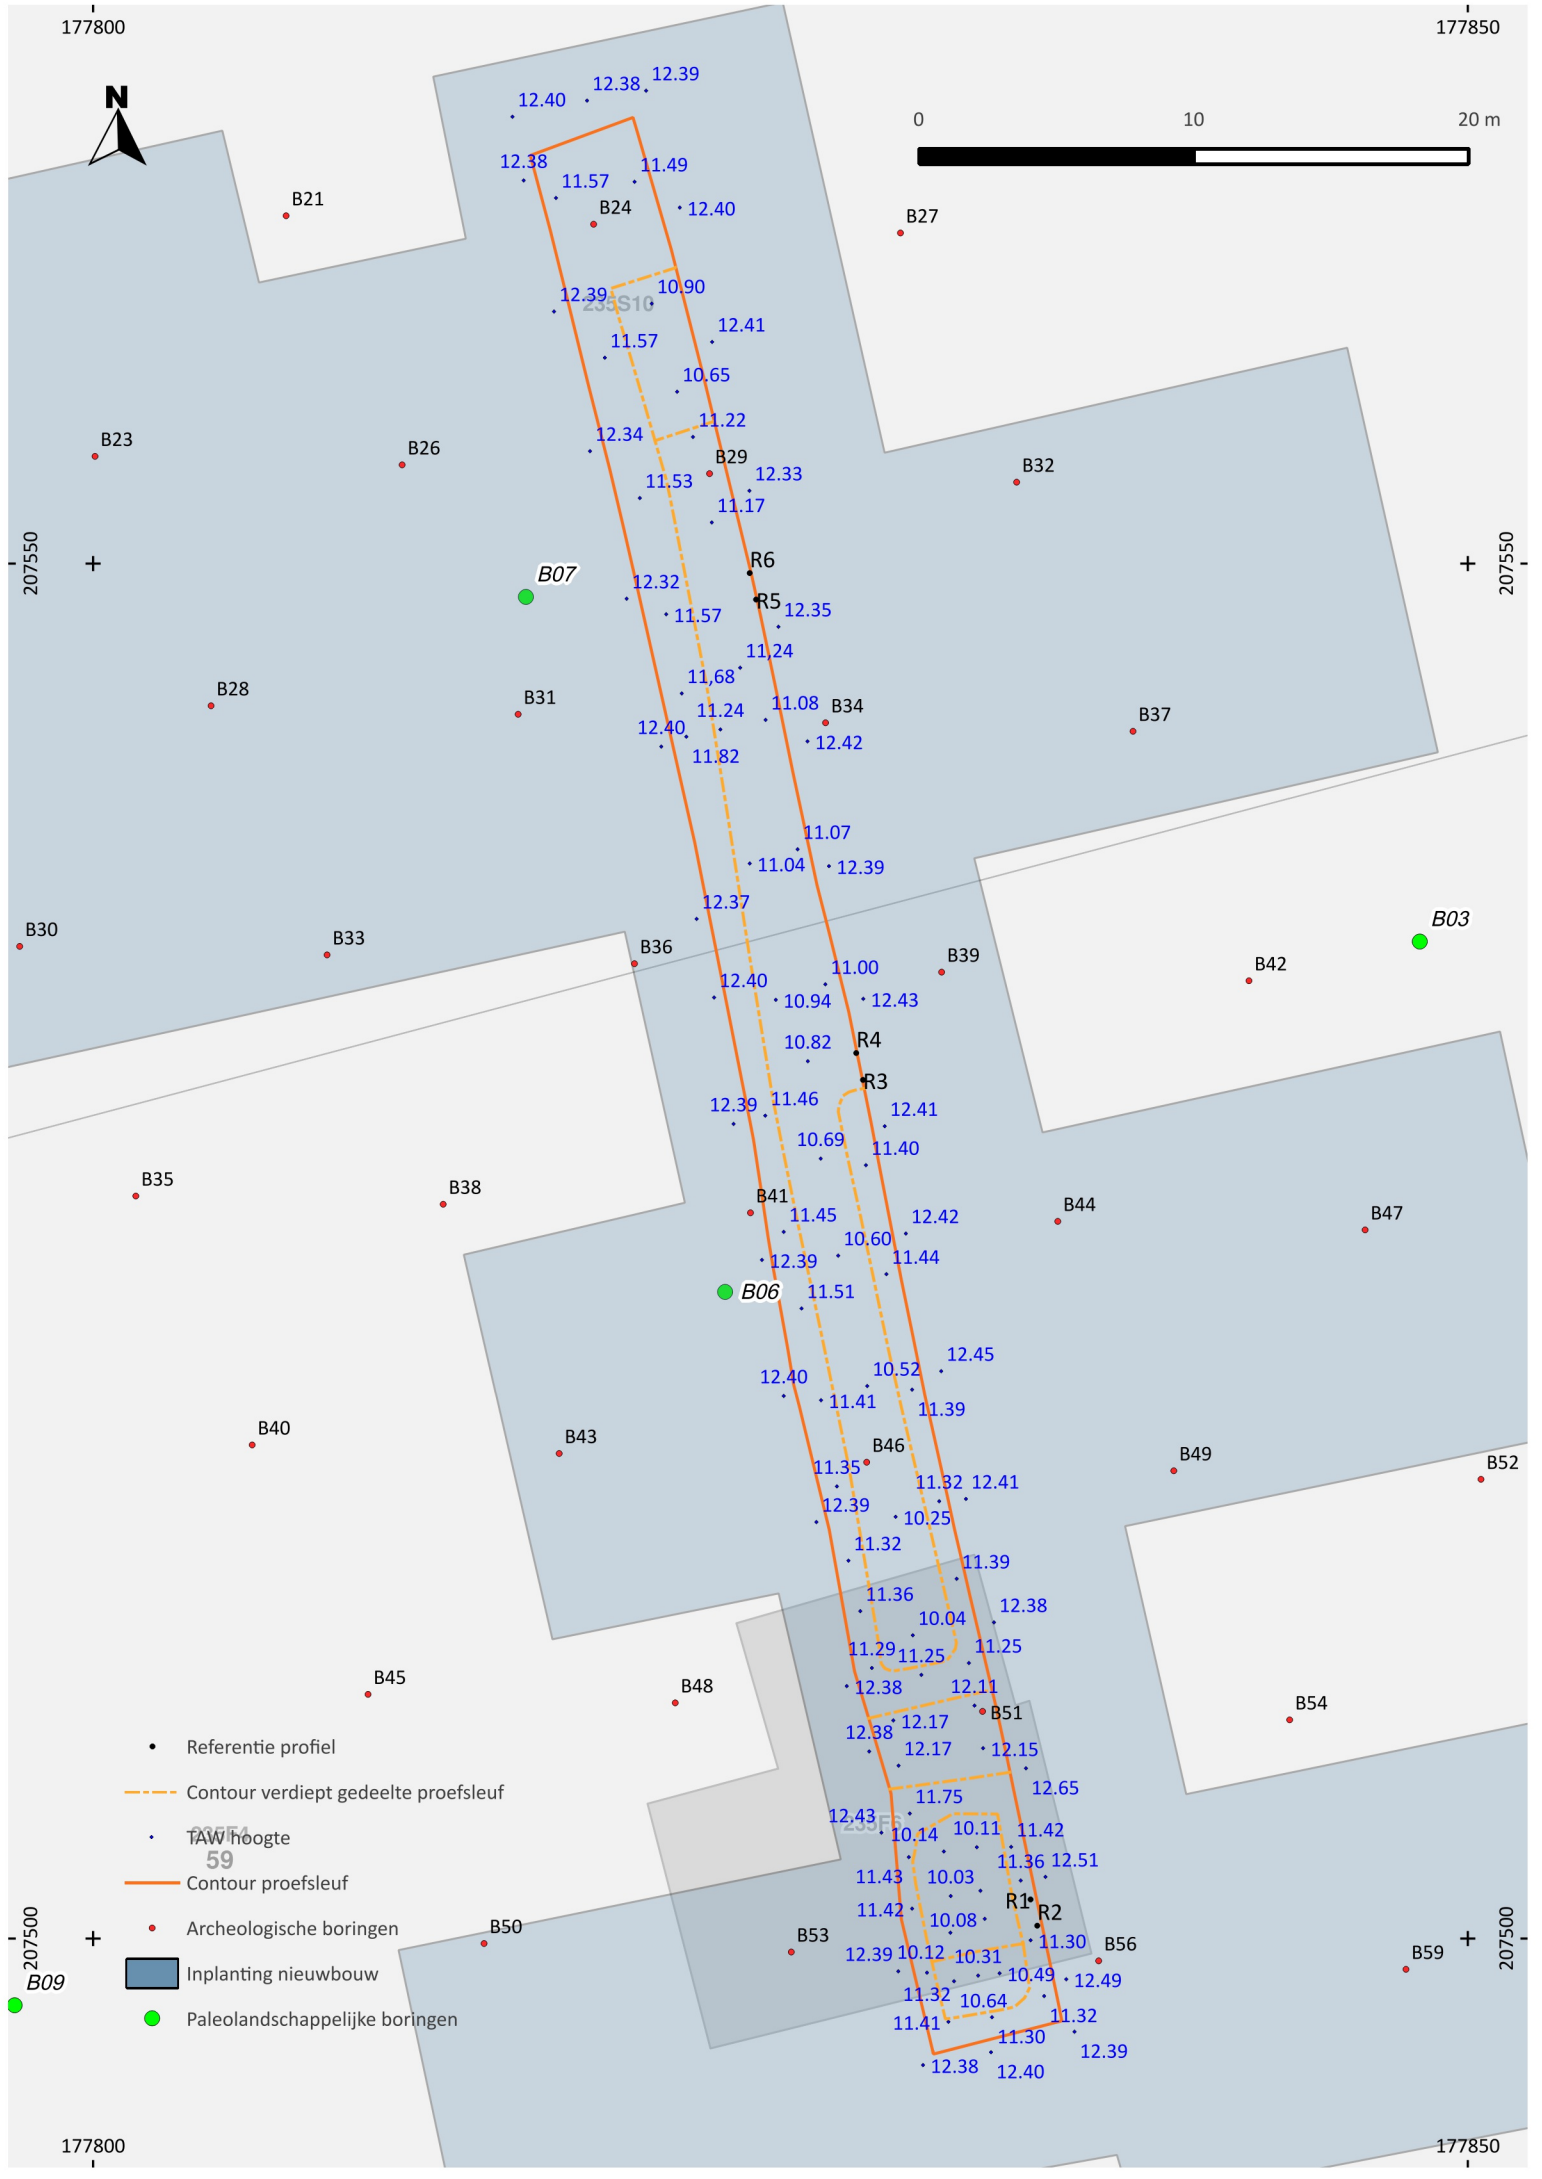 177800
177850
N
12.40
12.38
12.39
0
10
20 m
12.38
11.57
11.49
B21
B24
12.40
B27
12.39
235S10
10.90
11.57
12.41
10.65
11.22
12.34
B23
B26
B29
11.53
12.33
B32
11.17
207550
207550
R6
B07
12.32
R5
11.57
12.35
11,24
11,68
B28
B31
11.24
11.08
B34
B37
12.40
12.42
11.82
11.07
11.04
12.39
12.37
B30
B33
B36
B39
B03
12.40
11.00
B42
10.94
12.43
10.82
R4
R3
12.39
11.46
12.41
10.69
11.40
B35
B38
B41
11.45
12.42
B44
B47
12.39
10.60
11.44
B06
11.51
12.40
10.52
12.45
11.41
11.39
B40
B43
B46
B49
B52
11.35
11.32
12.41
12.39
10.25
11.32
11.39
11.36
12.38
10.04
11.29
11.25
11.25
B45
B48
12.38
12.11
B51
B54
12.17
12.38
12.17
12.15
Referentie profiel
12.65
11.75
Contour verdiept gedeelte proefsleuf
12.43
235F6
10.14
10.11
11.42
235F4
TAW hoogte
59
11.36
12.51
11.43
10.03
Contour proefsleuf
R1
11.42
10.08
R2
Archeologische boringen
207500
207500
B50
B53
11.30
B56
B59
12.39
10.12
10.31
10.49
12.49
Inplanting nieuwbouw
B09
11.32
10.64
11.32
Paleolandschappelijke boringen
11.41
11.30
12.39
12.38
12.40
177800
177850